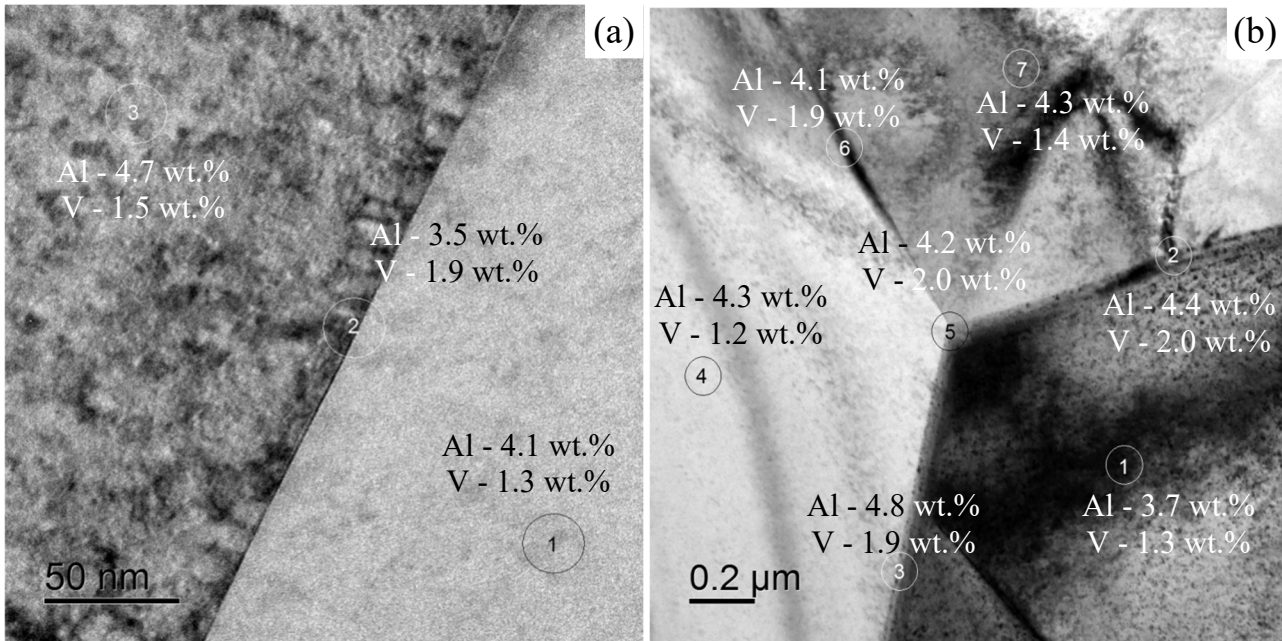 (a)
3
Al - 4.7 wt.%
V - 1.5 wt.%
Al - 3.5 wt.%
V - 1.9 wt.%
2
Al - 4.1 wt.%
V - 1.3 wt.%
1
50 nm
(b)
7
Al - 4.1 wt.%
V - 1.9 wt.%
6
Al - 4.3 wt.%
V - 1.4 wt.%
Al - 4.2 wt.%
V - 2.0 wt.%
5
2
Al - 4.4 wt.%
V - 2.0 wt.%
Al - 4.3 wt.%
V - 1.2 wt.%
4
1
Al - 3.7 wt.%
V - 1.3 wt.%
Al - 4.8 wt.%
V - 1.9 wt.%
3
0.2 µm